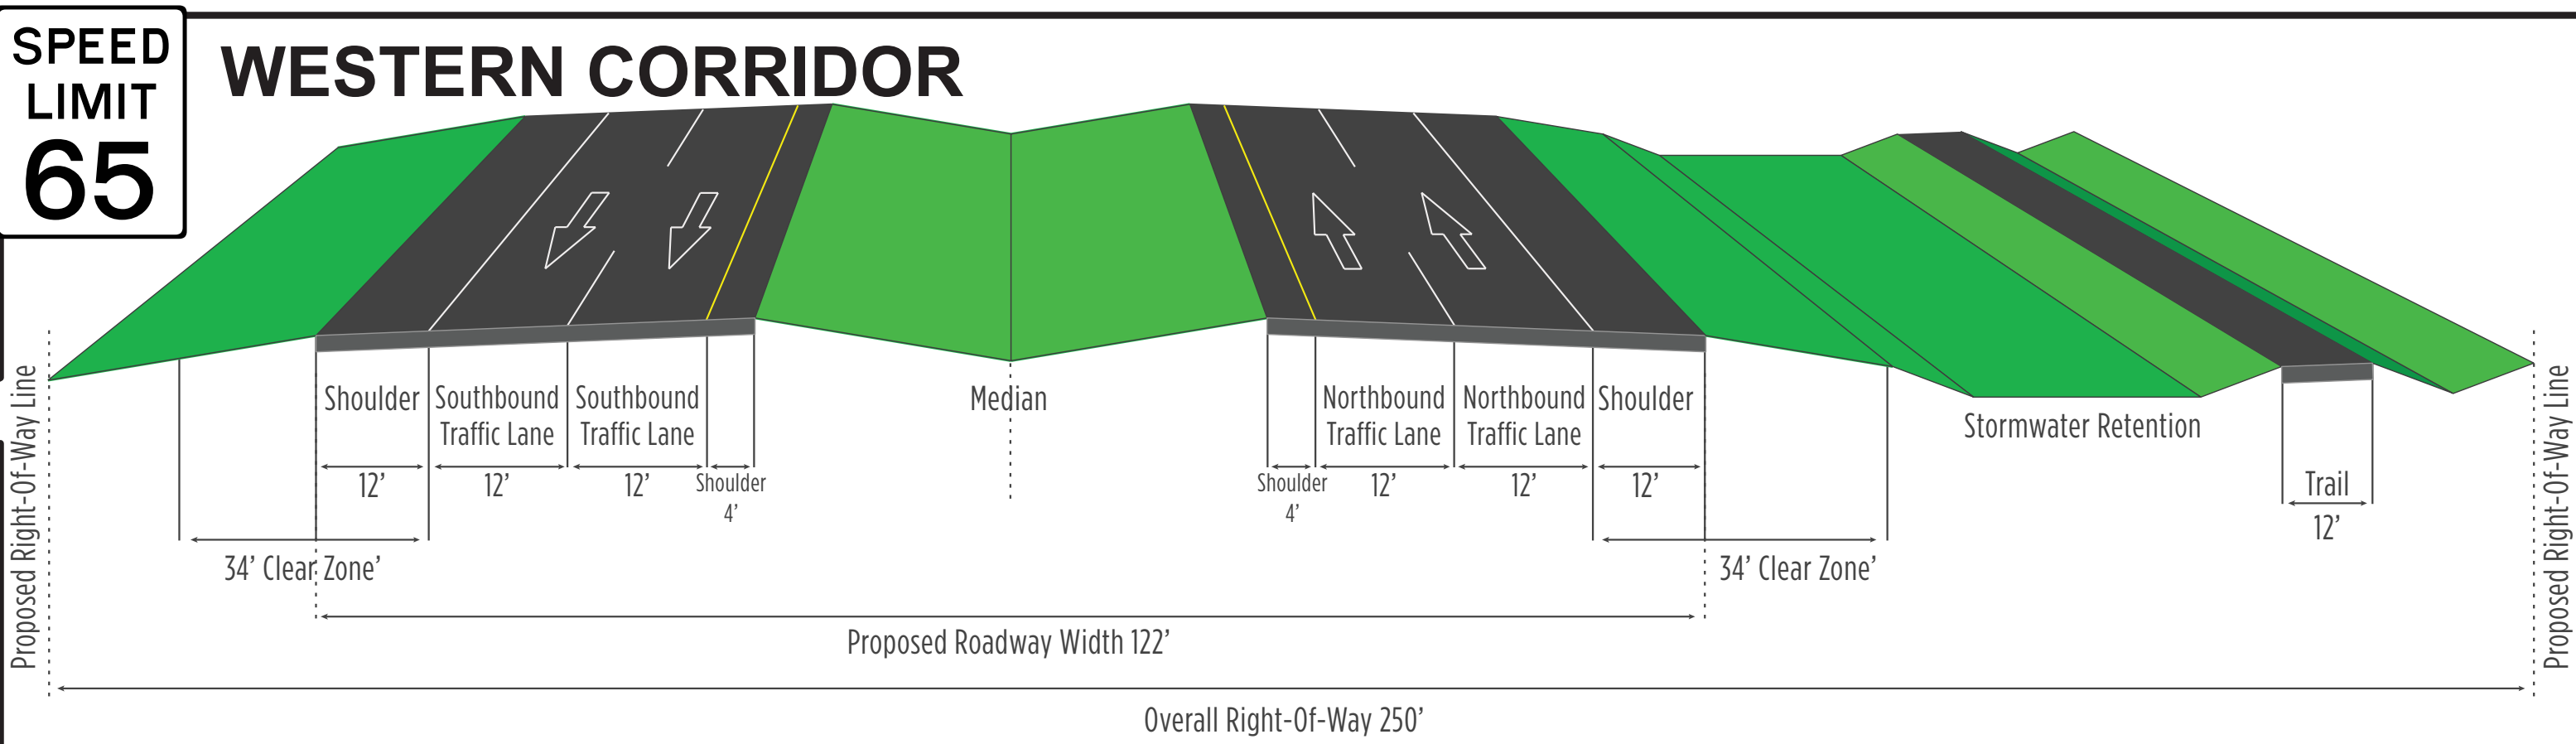 SPEED
LIMIT
65
WESTERN CORRIDOR
Proposed Right-Of-Way Line
Shoulder
12’
Southbound
Traffic Lane
12’
Southbound
Traffic Lane
12’
Shoulder
4’
Median
Shoulder
4’
Northbound
Traffic Lane
12’
Northbound
Traffic Lane
12’
Shoulder
12’
Stormwater Retention
Trail
12’
Proposed Right-Of-Way Line
34’ Clear Zone’
34’ Clear Zone’
Proposed Roadway Width 122’
Overall Right-Of-Way 250’